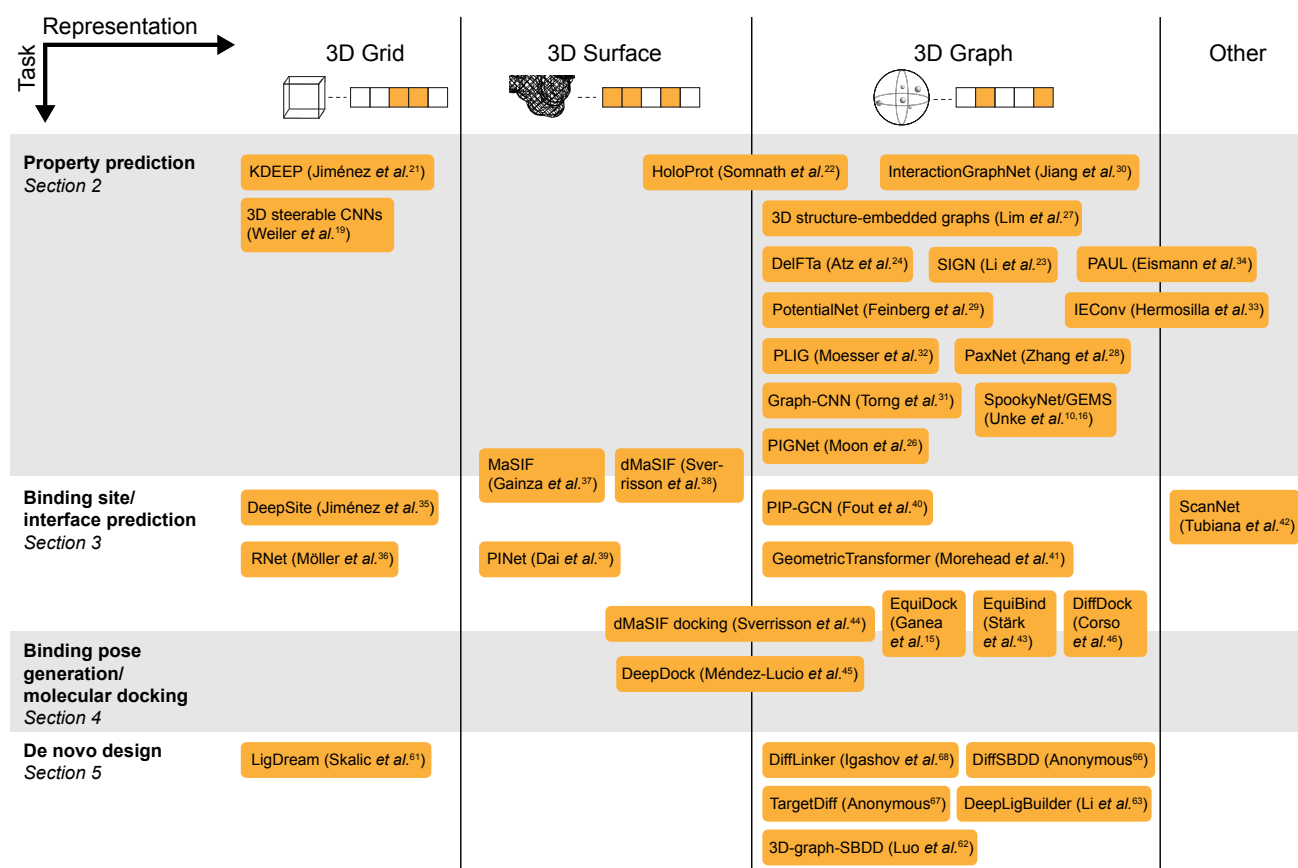 Representation
Task
3D Grid
3D Surface
3D Graph
Other
Property prediction
Section 2
KDEEP (Jiménez et al.21)
HoloProt (Somnath et al.22)
InteractionGraphNet (Jiang et al.30)
3D steerable CNNs
(Weiler et al.19)
3D structure-embedded graphs (Lim et al.27)
DelFTa (Atz et al.24)
SIGN (Li et al.23)
PAUL (Eismann et al.34)
PotentialNet (Feinberg et al.29)
IEConv (Hermosilla et al.33)
PLIG (Moesser et al.32)
PaxNet (Zhang et al.28)
Graph-CNN (Torng et al.31)
SpookyNet/GEMS
(Unke et al.10,16)
PIGNet (Moon et al.26)
MaSIF
(Gainza et al.37)
dMaSIF (Sver-
risson et al.38)
Binding site/
interface prediction
Section 3
DeepSite (Jiménez et al.35)
PIP-GCN (Fout et al.40)
ScanNet
(Tubiana et al.42)
RNet (Möller et al.36)
PINet (Dai et al.39)
GeometricTransformer (Morehead et al.41)
dMaSIF docking (Sverrisson et al.44)
EquiDock
(Ganea
et al.15)
EquiBind
(Stärk
et al.43)
DiffDock
(Corso
et al.46)
Binding pose
generation/
molecular docking
Section 4
DeepDock (Méndez-Lucio et al.45)
De novo design
Section 5
LigDream (Skalic et al.61)
DiffLinker (Igashov et al.68)
DiffSBDD (Anonymous66)
TargetDiff (Anonymous67)
DeepLigBuilder (Li et al.63)
3D-graph-SBDD (Luo et al.62)